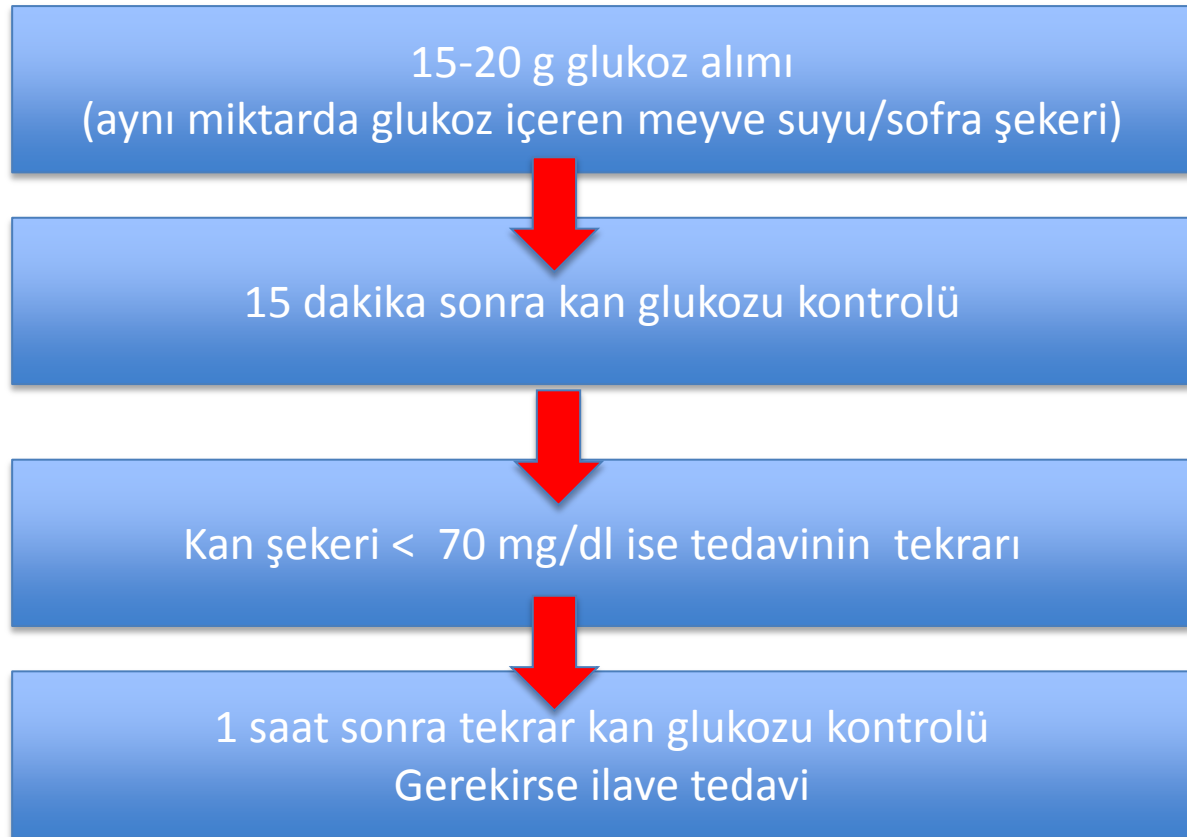 15-20 g glukoz alımı
(aynı miktarda glukoz içeren meyve suyu/sofra şekeri)
15 dakika sonra kan glukozu kontrolü
Kan şekeri < 70 mg/dl ise tedavinin tekrarı
1 saat sonra tekrar kan glukozu kontrolü
Gerekirse ilave tedavi